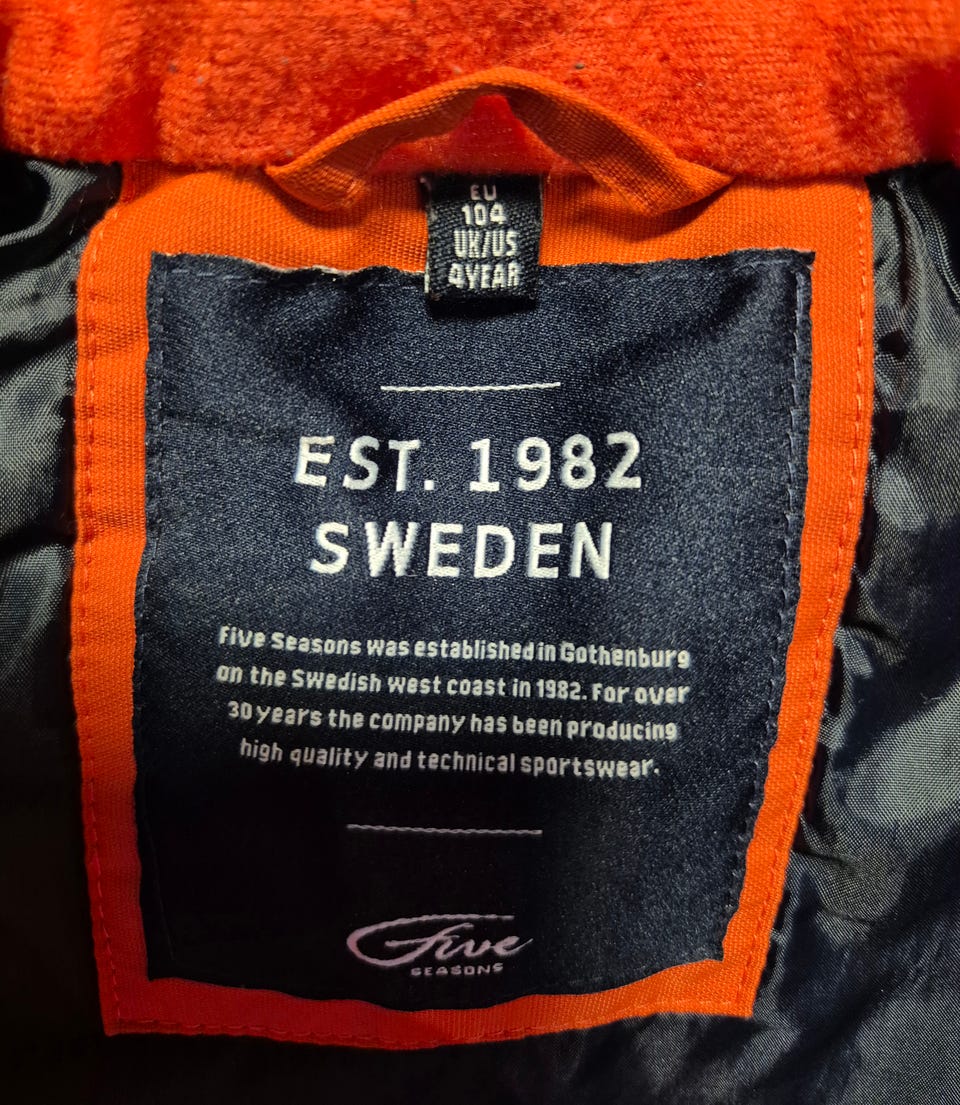 EU
104
UK/US
4YEAR
EST. 1982
SWEDEN
Five Seasons was established in Gothenburg
on the Swedish west coast in 1982. For over
30 years the company has been producing
high quality and technical sportswear.
Five
SEASONS